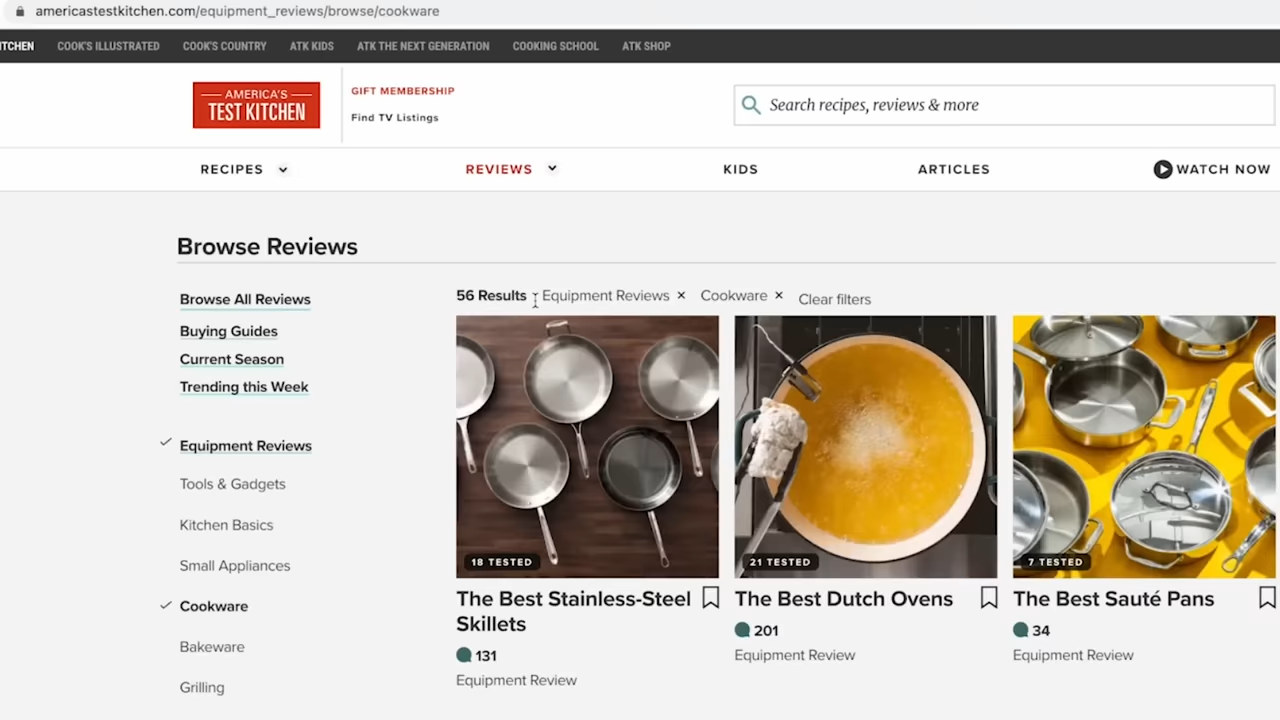 americastestkitchen.com/equipment_reviews/browse/cookware
ITCHEN COOK'S ILLUSTRATED COOK'S COUNTRY ATK KIDS ATK THE NEXT GENERATION COOKING SCHOOL ATK SHOP
AMERICA'S
TEST KITCHEN
GIFT MEMBERSHIP
Find TV Listings
Search recipes, reviews & more
RECIPES REVIEWS KIDS ARTICLES WATCH NOW
Browse Reviews
Browse All Reviews
Buying Guides
Current Season
Trending this Week
Equipment Reviews
Tools & Gadgets
Kitchen Basics
Small Appliances
Cookware
Bakeware
Grilling
56 Results Equipment Reviews × Cookware × Clear filters
18 TESTED
The Best Stainless-Steel
Skillets
131
Equipment Review
21 TESTED
The Best Dutch Ovens
201
Equipment Review
7 TESTED
The Best Sauté Pans
34
Equipment Review